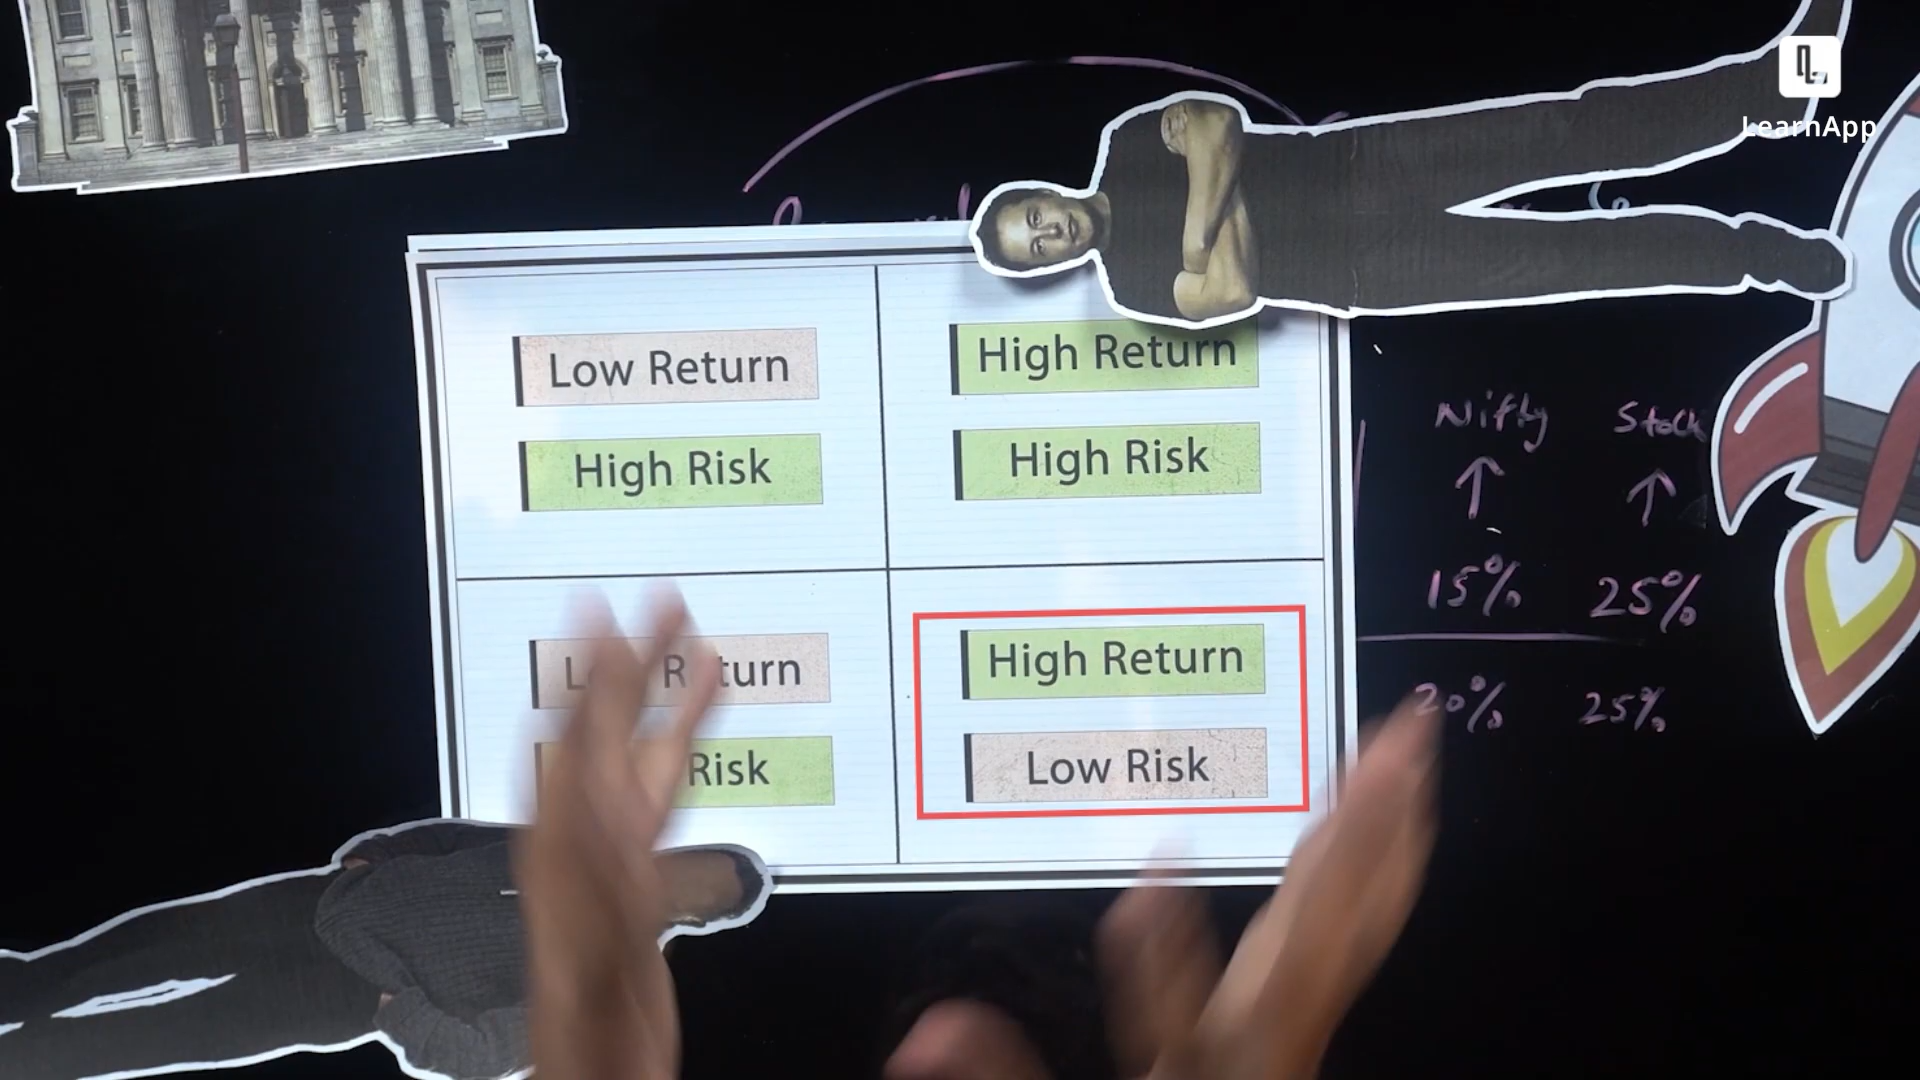 LearnApp
Low Return
High Return
High Risk
High Risk
Return
High Return
Risk
Low Risk
Nifty
Stock
15%
25%
20%
25%